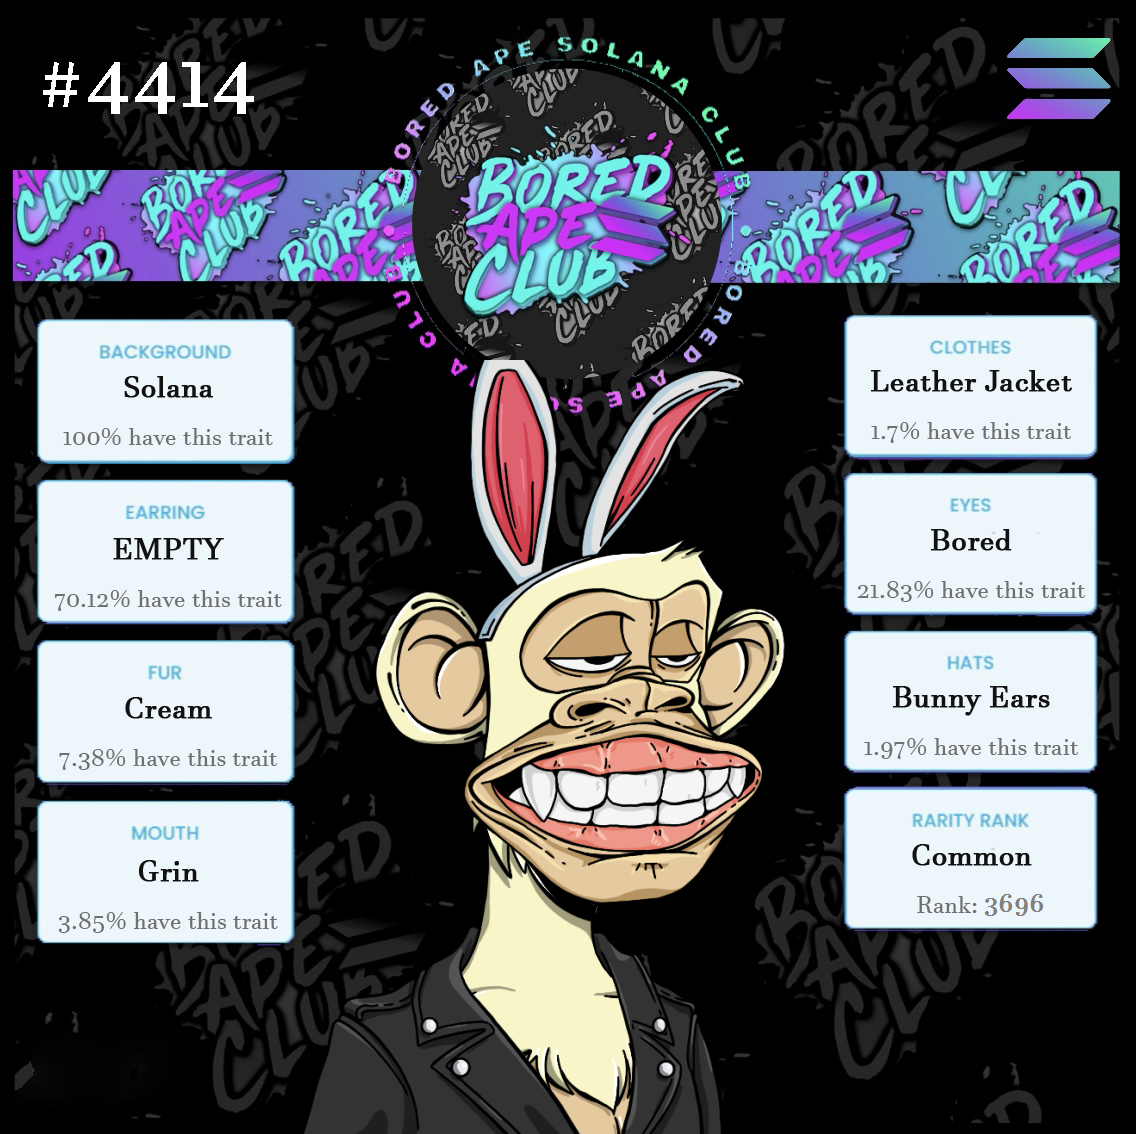 #4414
BORED APE SOLANA CLUB
BORED
APE
CLUB
BORED APE
BACKGROUND
Solana
100% have this trait
EARRING
EMPTY
70.12% have this trait
FUR
Cream
7.38% have this trait
MOUTH
Grin
3.85% have this trait
CLOTHES
Leather Jacket
1.7% have this trait
EYES
Bored
21.83% have this trait
HATS
Bunny Ears
1.97% have this trait
RARITY RANK
Common
Rank: 3696